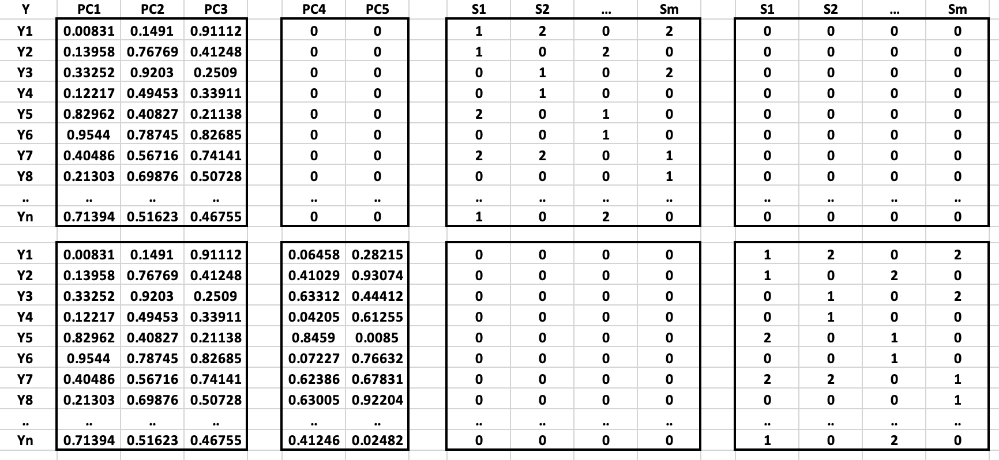 Y PC1 PC2 PC3 PC4 PC5 S1 S2 ... Sm S1 S2 ... Sm
Y1 0.00831 0.1491 0.91112 0 0 1 2 0 2 0 0 0 0
Y2 0.13958 0.76769 0.41248 0 0 1 0 2 0 0 0 0 0
Y3 0.33252 0.9203 0.2509 0 0 0 1 0 2 0 0 0 0
Y4 0.12217 0.49453 0.33911 0 0 0 1 0 0 0 0 0 0
Y5 0.82962 0.40827 0.21138 0 0 2 0 1 0 0 0 0 0
Y6 0.9544 0.78745 0.82685 0 0 0 0 1 0 0 0 0 0
Y7 0.40486 0.56716 0.74141 0 0 2 2 0 1 0 0 0 0
Y8 0.21303 0.69876 0.50728 0 0 0 0 0 1 0 0 0 0
.. .. .. .. .. .. .. .. .. .. .. .. .. ..
Yn 0.71394 0.51623 0.46755 0 0 1 0 2 0 0 0 0 0
Y1 0.00831 0.1491 0.91112 0.06458 0.28215 0 0 0 0 1 2 0 2
Y2 0.13958 0.76769 0.41248 0.41029 0.93074 0 0 0 0 1 0 2 0
Y3 0.33252 0.9203 0.2509 0.63312 0.44412 0 0 0 0 0 1 0 2
Y4 0.12217 0.49453 0.33911 0.04205 0.61255 0 0 0 0 0 1 0 0
Y5 0.82962 0.40827 0.21138 0.8459 0.0085 0 0 0 0 2 0 1 0
Y6 0.9544 0.78745 0.82685 0.07227 0.76632 0 0 0 0 0 0 1 0
Y7 0.40486 0.56716 0.74141 0.62386 0.67831 0 0 0 0 2 2 0 1
Y8 0.21303 0.69876 0.50728 0.63005 0.92204 0 0 0 0 0 0 0 1
.. .. .. .. .. .. .. .. .. .. .. .. .. ..
Yn 0.71394 0.51623 0.46755 0.41246 0.02482 0 0 0 0 1 0 2 0